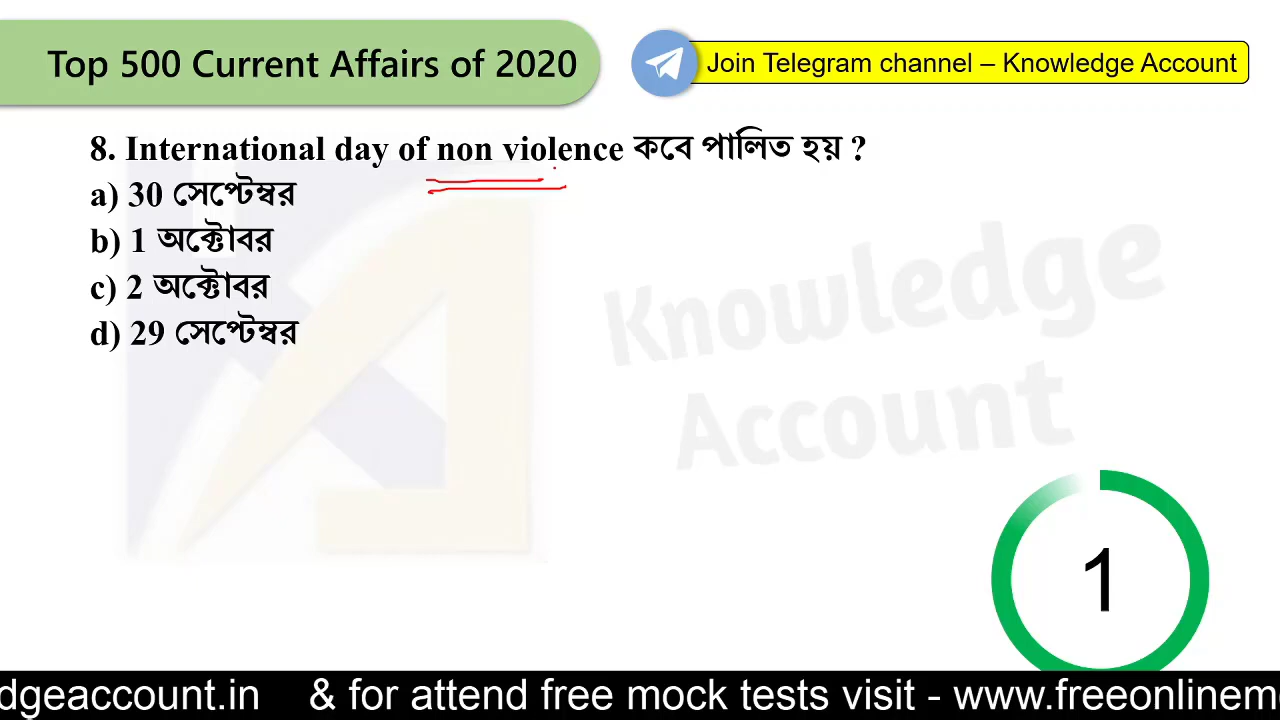 Top 500 Current Affairs of 2020
Join Telegram channel – Knowledge Account
8. International day of non violence কবে পালিত হয় ?
a) 30 সেপ্টেম্বর
b) 1 অক্টোবর
c) 2 অক্টোবর
d) 29 সেপ্টেম্বর
Knowledge
Account
1
dgeaccount.in & for attend free mock tests visit - www.freeonlinem